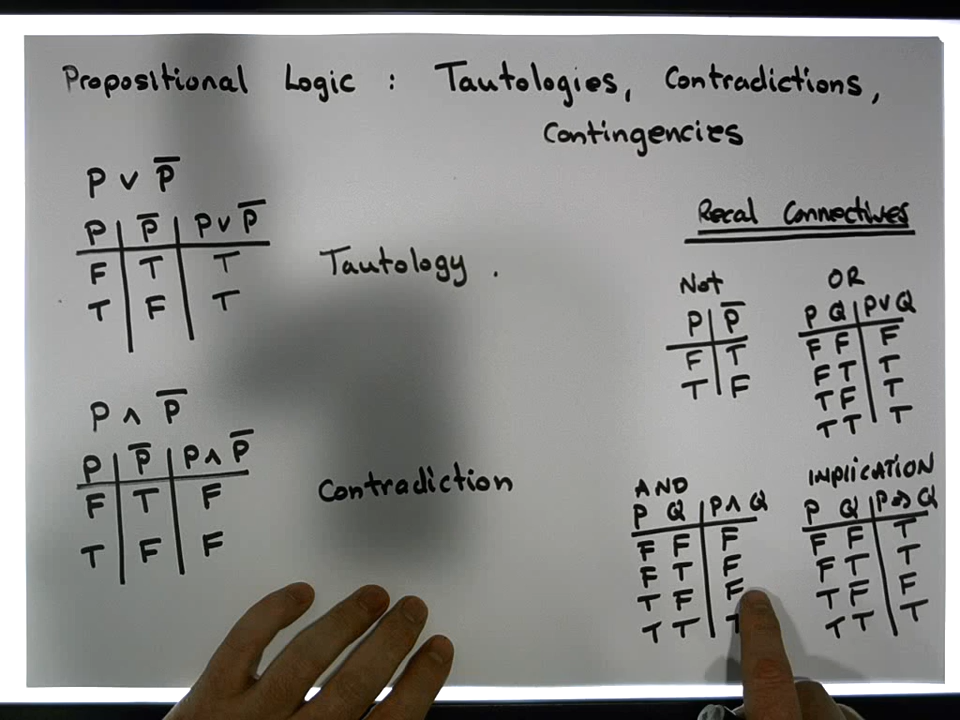 Propositional Logic : Tautologies, Contradictions,
Contingencies
P ∨ P̅
P | P̅ | P ∨ P̅
F | T | T
T | F | T
Tautology .
P ∧ P̅
P | P̅ | P ∧ P̅
F | T | F
T | F | F
Contradiction
Recal Connectives
Not
P | P̅
F | T
T | F
OR
P Q | P ∨ Q
F F | F
F T | T
T F | T
T T | T
AND
P Q | P ∧ Q
F F | F
F T | F
T F | F
T T | T
IMPLICATION
P Q | P → Q
F F | T
F T | T
T F | F
T T | T